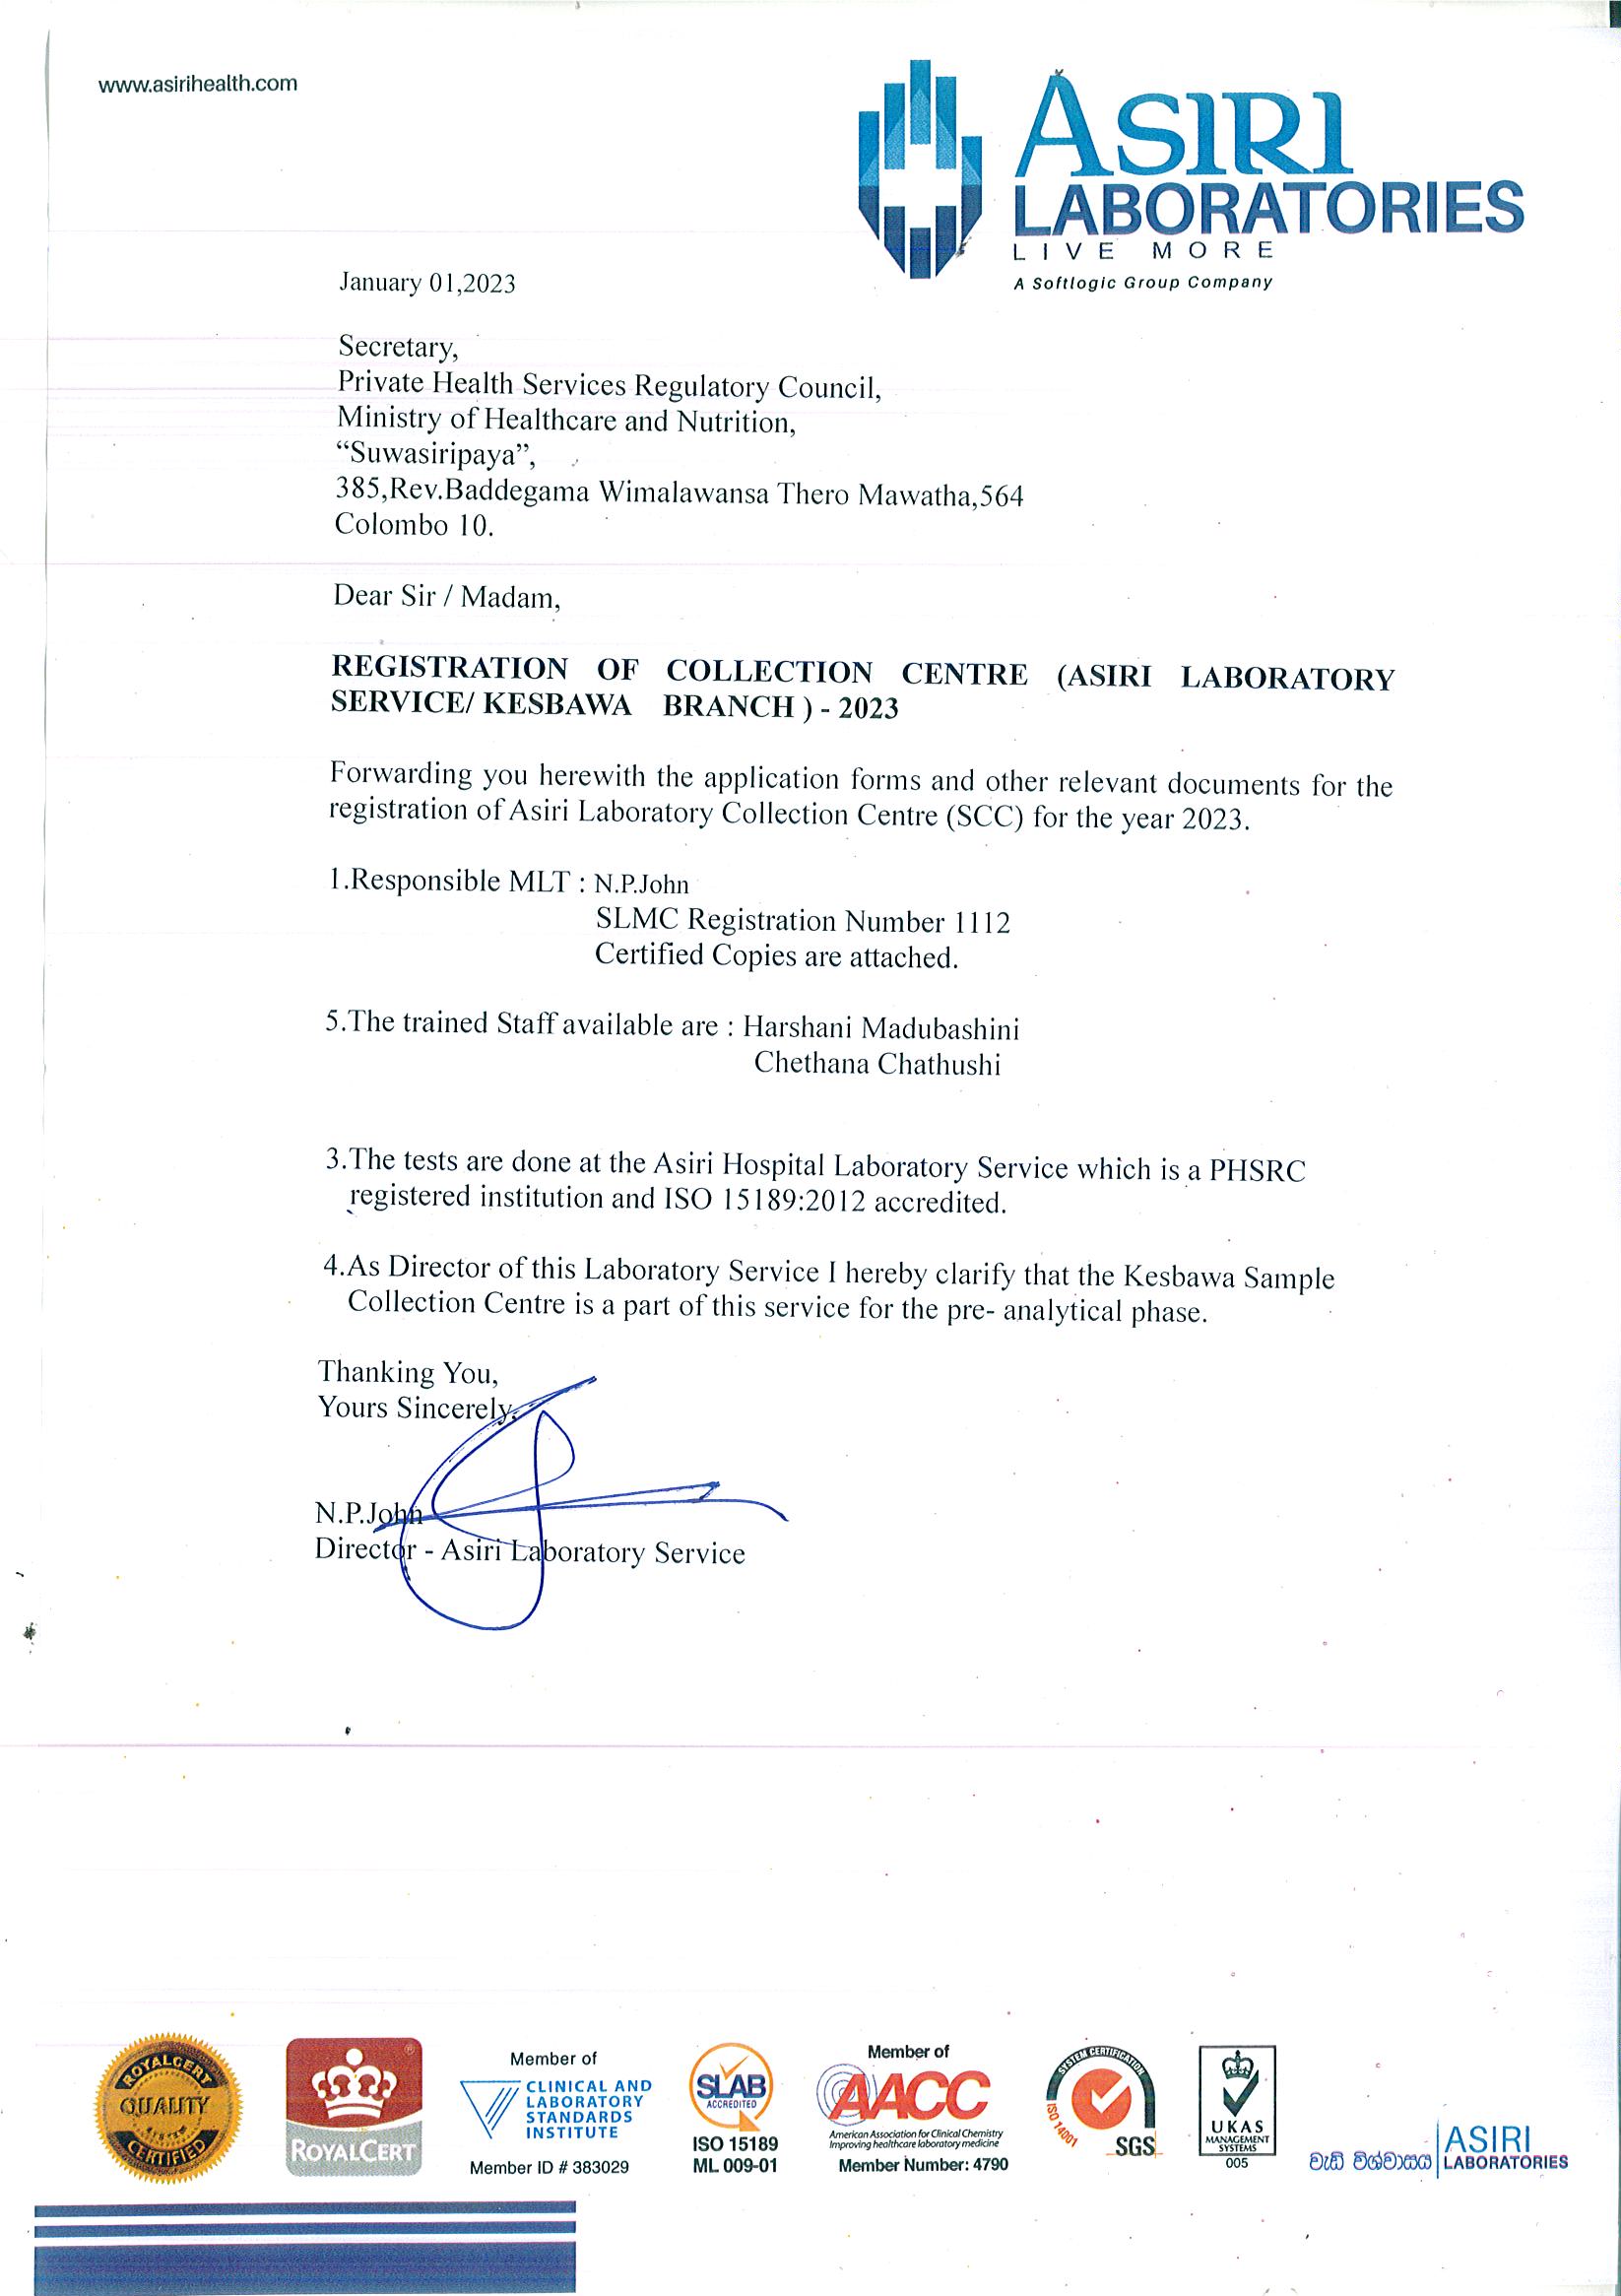 www.asirihealth.com
ASIRI
LABORATORIES
LIVE MORE
A Softlogic Group Company
January 01,2023
Secretary,
Private Health Services Regulatory Council,
Ministry of Healthcare and Nutrition,
“Suwasiripaya”,
385,Rev.Baddegama Wimalawansa Thero Mawatha,564
Colombo 10.
Dear Sir / Madam,
REGISTRATION OF COLLECTION CENTRE (ASIRI LABORATORY
SERVICE/ KESBAWA BRANCH ) - 2023
Forwarding you herewith the application forms and other relevant documents for the
registration of Asiri Laboratory Collection Centre (SCC) for the year 2023.
1.Responsible MLT : N.P.John
SLMC Registration Number 1112
Certified Copies are attached.
5.The trained Staff available are : Harshani Madubashini
Chethana Chathushi
3.The tests are done at the Asiri Hospital Laboratory Service which is a PHSRC
registered institution and ISO 15189:2012 accredited.
4.As Director of this Laboratory Service I hereby clarify that the Kesbawa Sample
Collection Centre is a part of this service for the pre- analytical phase.
Thanking You,
Yours Sincerely,
N.P.John
Director - Asiri Laboratory Service
ROYALCERT
QUALITY
SYSTEM
CERTIFIED
ROYALCERT
Member of
CLINICAL AND
LABORATORY
STANDARDS
INSTITUTE
Member ID # 383029
SLAB
ACCREDITED
ISO 15189
ML 009-01
Member of
AACC
American Association for Clinical Chemistry
Improving healthcare laboratory medicine
Member Number: 4790
SYSTEM CERTIFICATION
ISO 14001
SGS
UKAS
MANAGEMENT
SYSTEMS
005
වැඩි විශ්වාසය
ASIRI
LABORATORIES